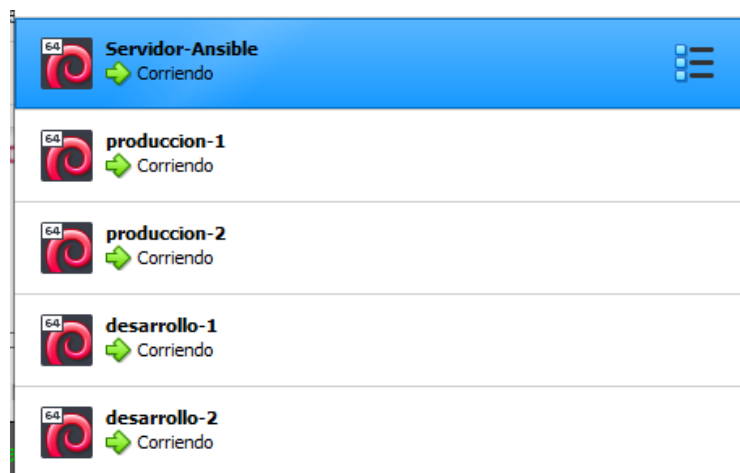 64
Servidor-Ansible
Corriendo
64
produccion-1
Corriendo
64
produccion-2
Corriendo
64
desarrollo-1
Corriendo
64
desarrollo-2
Corriendo